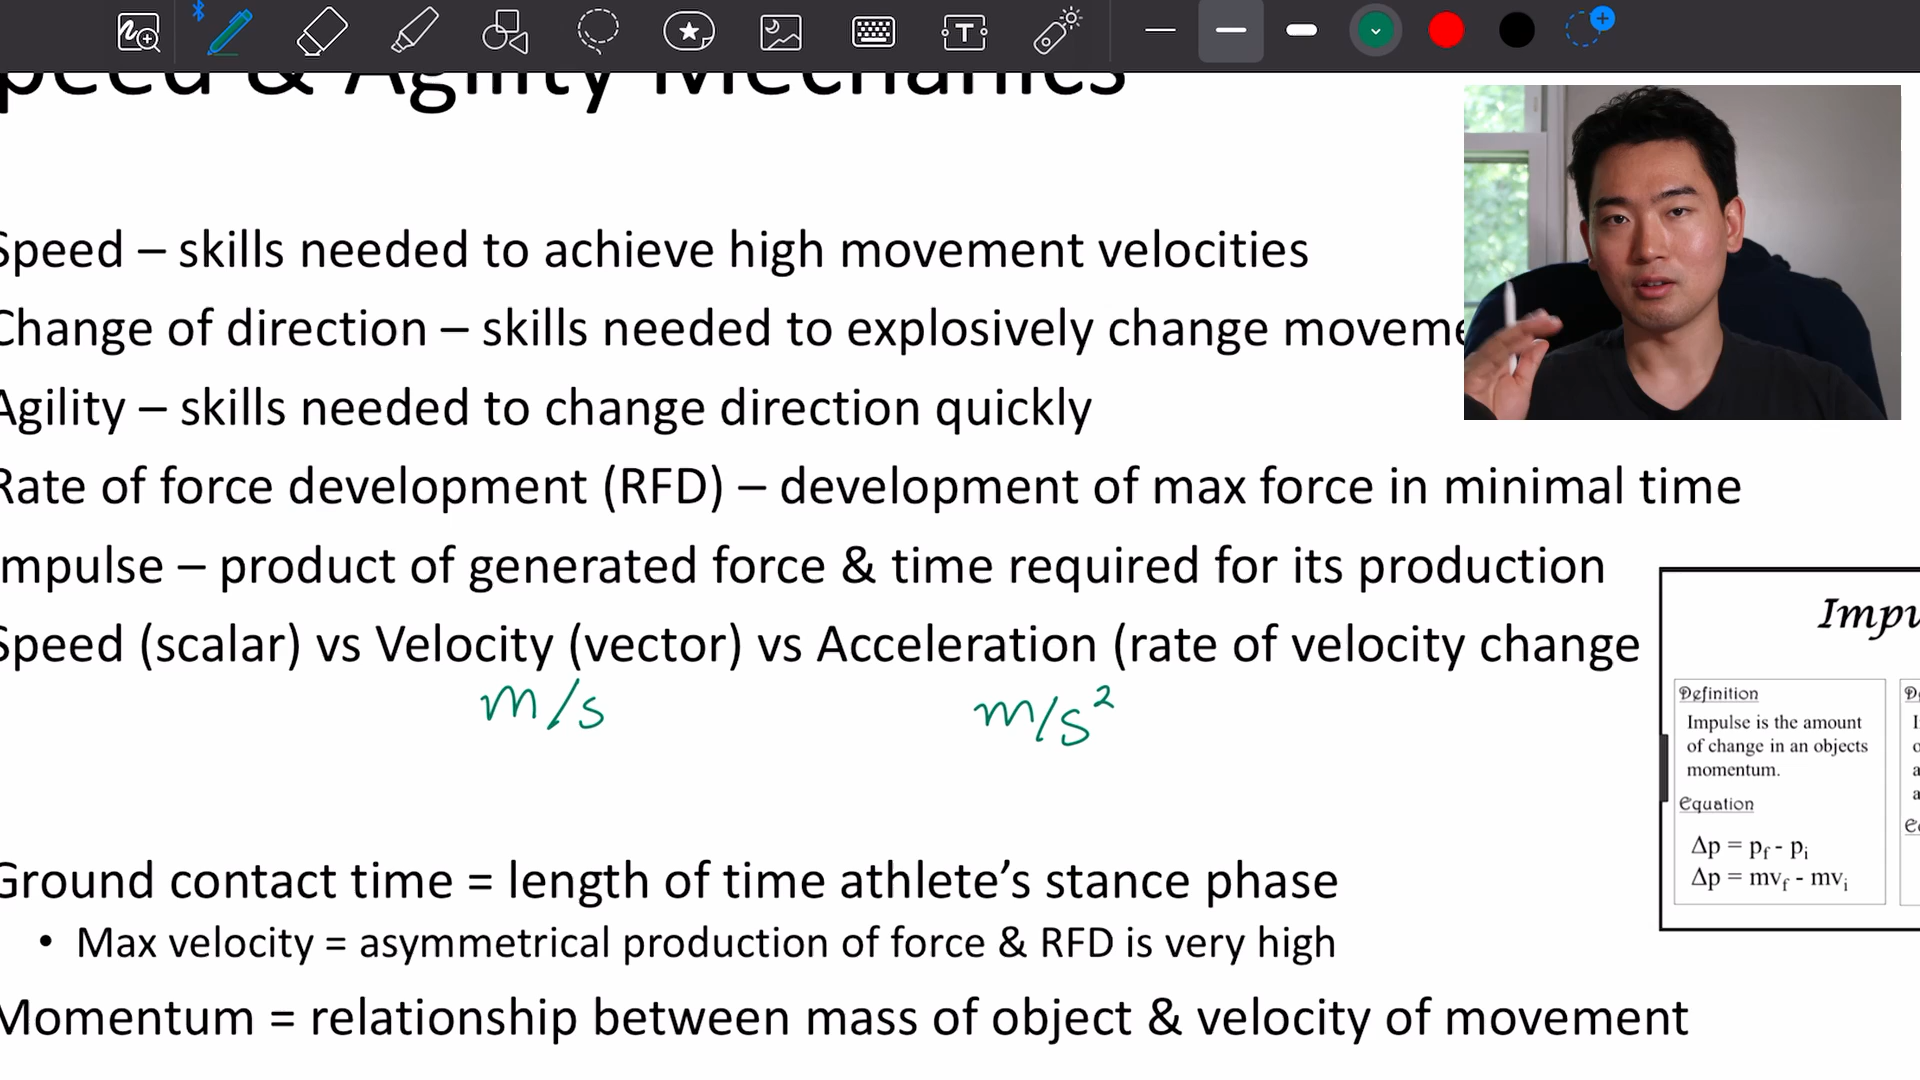 peed & Agility Mechanics
Speed – skills needed to achieve high movement velocities
Change of direction – skills needed to explosively change moveme
Agility – skills needed to change direction quickly
Rate of force development (RFD) – development of max force in minimal time
Impulse – product of generated force & time required for its production
Speed (scalar) vs Velocity (vector) vs Acceleration (rate of velocity change
m/s m/s²
Ground contact time = length of time athlete’s stance phase
• Max velocity = asymmetrical production of force & RFD is very high
Momentum = relationship between mass of object & velocity of movement
Impu
Definition
Impulse is the amount
of change in an objects
momentum.
Equation
Δp = pf - pi
Δp = mvf - mvi